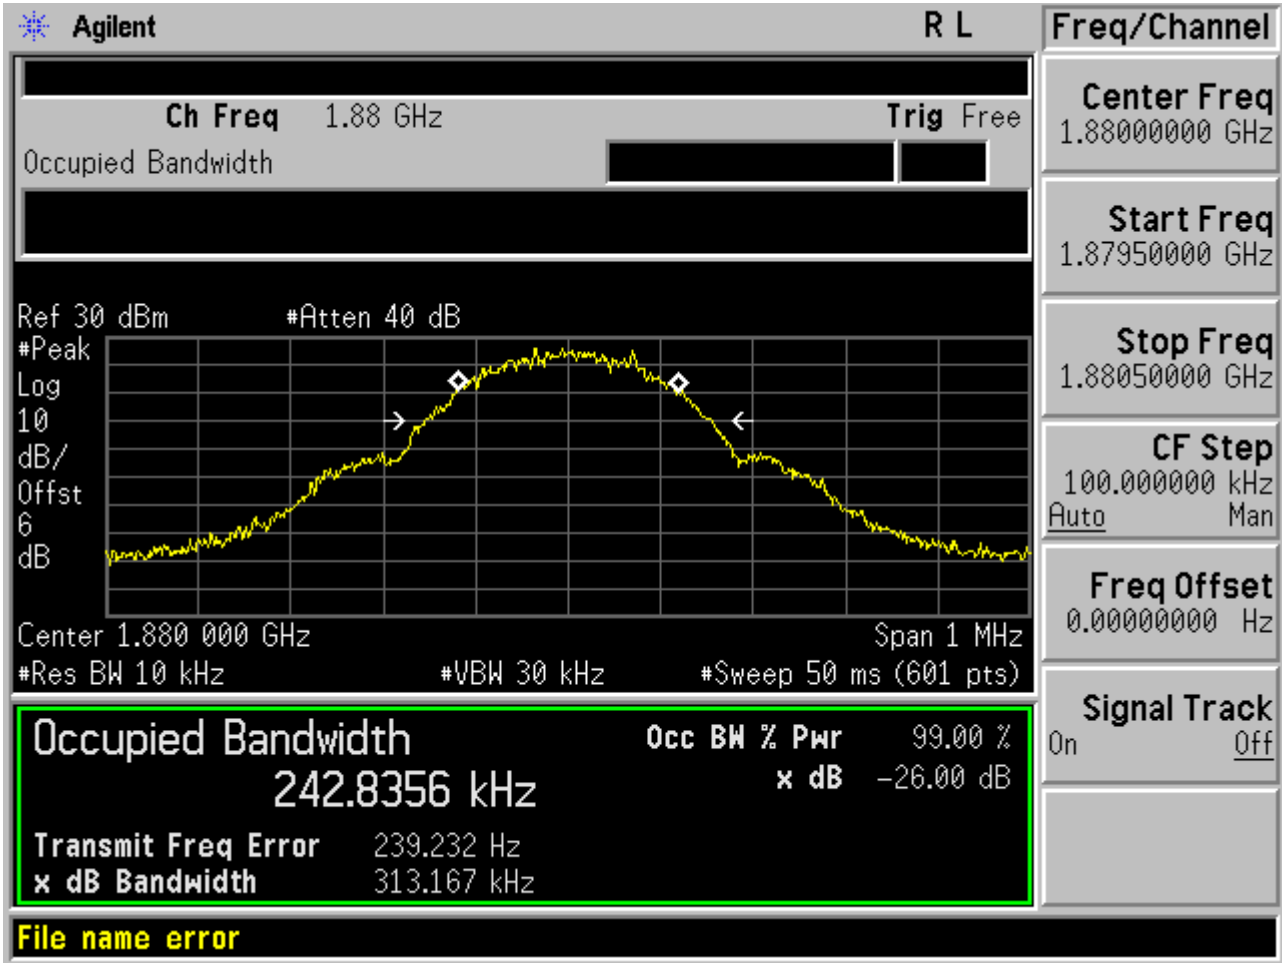 Agilent
R L
Freq/Channel
Ch Freq 1.88 GHz
Trig Free
Occupied Bandwidth
Center Freq
1.88000000 GHz
Start Freq
1.87950000 GHz
Stop Freq
1.88050000 GHz
CF Step
100.000000 kHz
Auto Man
Freq Offset
0.00000000 Hz
Signal Track
On Off
Ref 30 dBm
#Atten 40 dB
#Peak
Log
10
dB/
Offst
6
dB
Center 1.880 000 GHz
Span 1 MHz
#Res BW 10 kHz
#VBW 30 kHz
#Sweep 50 ms (601 pts)
Occupied Bandwidth
242.8356 kHz
Occ BW % Pwr 99.00 %
x dB -26.00 dB
Transmit Freq Error 239.232 Hz
x dB Bandwidth 313.167 kHz
File name error